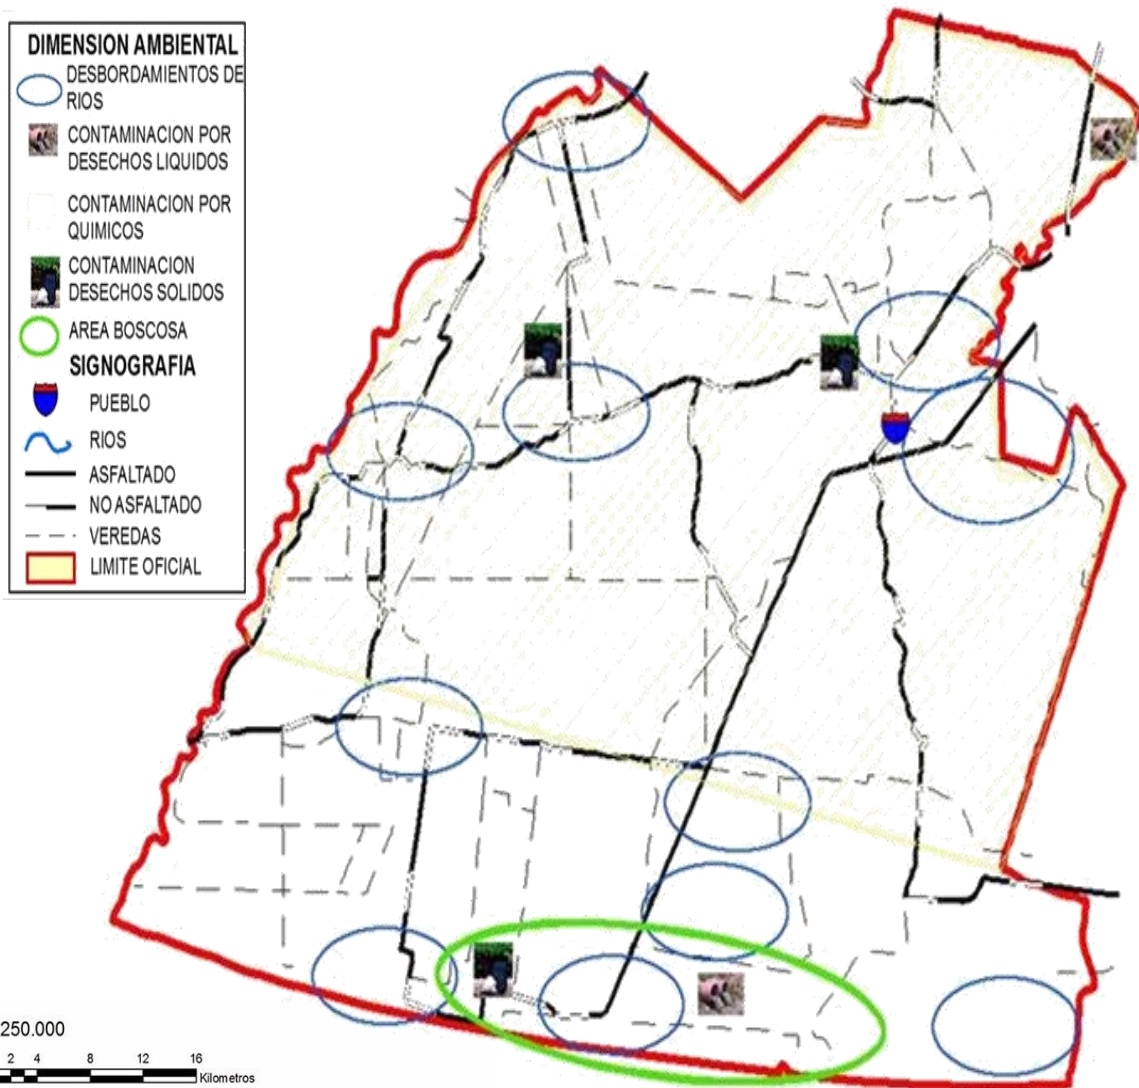 DIMENSION AMBIENTAL
DESBORDAMIENTOS DE
RIOS
CONTAMINACION POR
DESECHOS LIQUIDOS
CONTAMINACION POR
QUIMICOS
CONTAMINACION
DESECHOS SOLIDOS
AREA BOSCOSA
SIGNOGRAFIA
PUEBLO
RIOS
ASFALTADO
NO ASFALTADO
VEREDAS
LIMITE OFICIAL
250.000
2 4 8 12 16
Kilometros